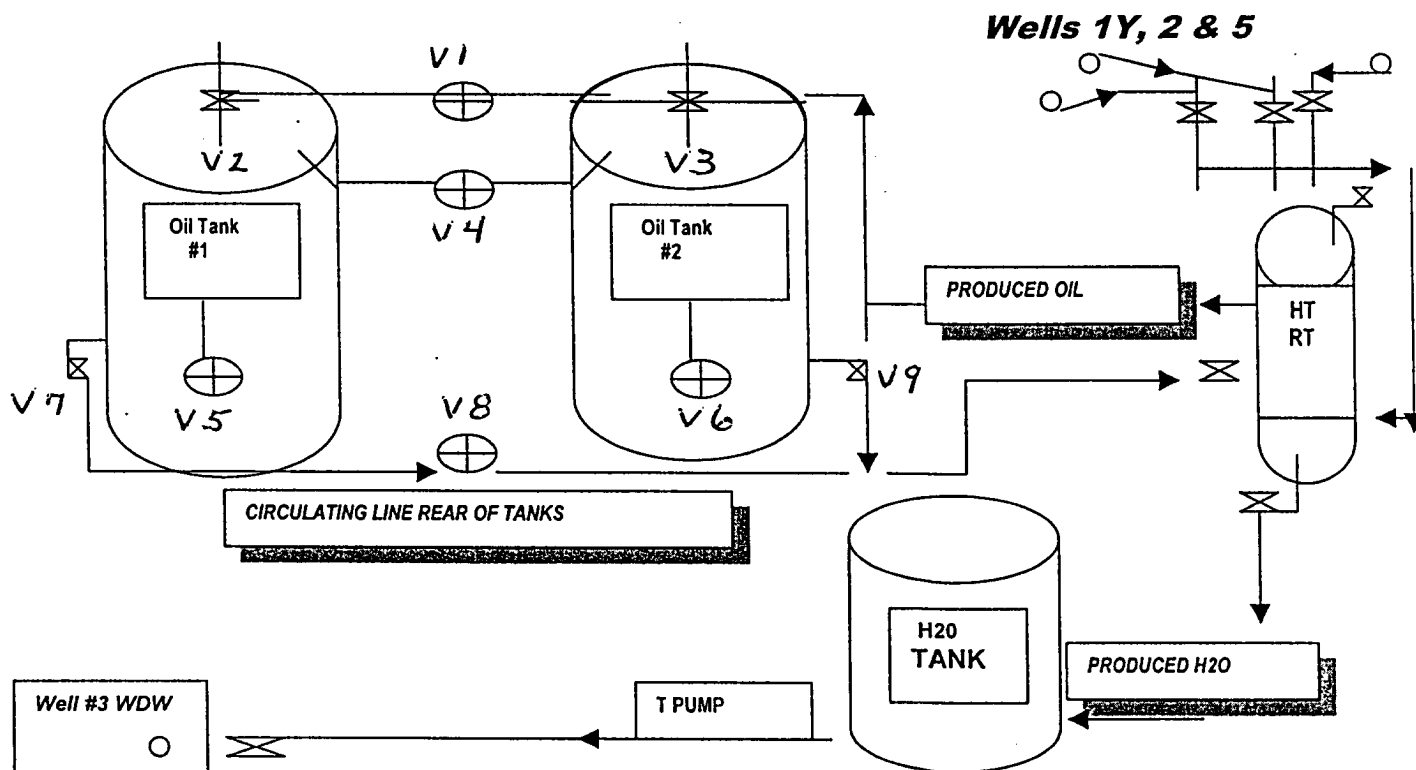 Wells 1Y, 2 & 5
V1
V2
V3
V4
Oil Tank
#1
Oil Tank
#2
PRODUCED OIL
HT
RT
V7
V5
V8
V6
V9
CIRCULATING LINE REAR OF TANKS
H20
TANK
PRODUCED H2O
Well #3 WDW
T PUMP